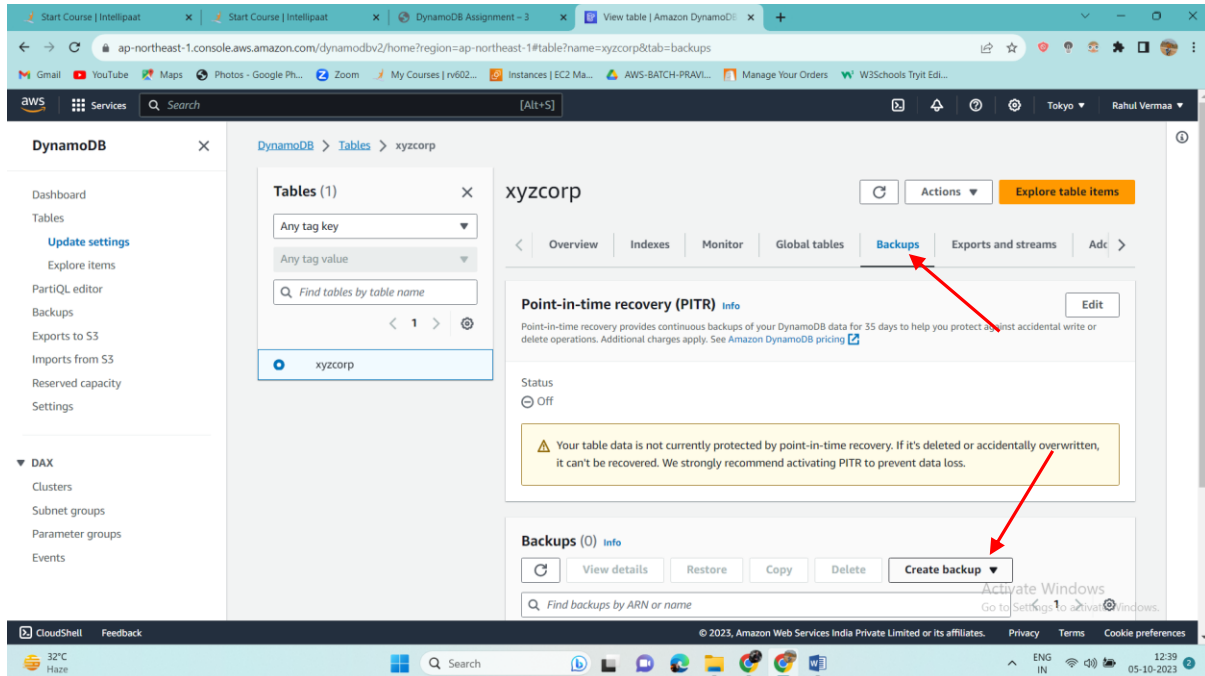 Start Course | Intellipaat
Start Course | Intellipaat
DynamoDB Assignment – 3
View table | Amazon DynamoDB
ap-northeast-1.console.aws.amazon.com/dynamodbv2/home?region=ap-northeast-1#table?name=xyzcorp&tab=backups
Gmail YouTube Maps Photos - Google Ph... Zoom My Courses | rv602... Instances | EC2 Ma... AWS-BATCH-PRAVI... Manage Your Orders W3Schools Tryit Edi...
aws Services Search [Alt+S] Tokyo Rahul Vermaa
DynamoDB
Dashboard
Tables
Update settings
Explore items
PartiQL editor
Backups
Exports to S3
Imports from S3
Reserved capacity
Settings
DAX
Clusters
Subnet groups
Parameter groups
Events
DynamoDB > Tables > xyzcorp
Tables (1)
Any tag key
Any tag value
Find tables by table name
1
xyzcorp
xyzcorp
Actions
Explore table items
Overview Indexes Monitor Global tables Backups Exports and streams
Point-in-time recovery (PITR) Info
Edit
Point-in-time recovery provides continuous backups of your DynamoDB data for 35 days to help you protect against accidental write or
delete operations. Additional charges apply. See Amazon DynamoDB pricing
Status
Off
Your table data is not currently protected by point-in-time recovery. If it's deleted or accidentally overwritten,
it can't be recovered. We strongly recommend activating PITR to prevent data loss.
Backups (0) Info
View details Restore Copy Delete Create backup
Find backups by ARN or name
1
Activate Windows
Go to Settings to activate Windows.
CloudShell Feedback © 2023, Amazon Web Services India Private Limited or its affiliates. Privacy Terms Cookie preferences
32°C
Haze
Search
ENG
IN
12:39
05-10-2023
2